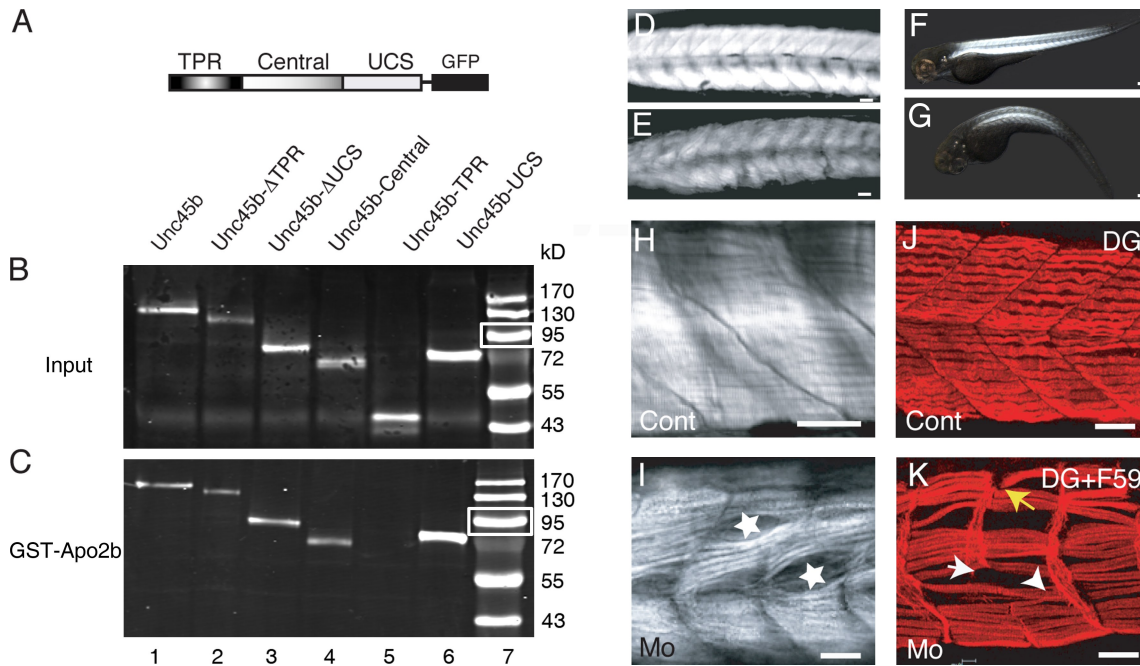 A
TPR Central UCS GFP
Unc45b
Unc45b-ΔTPR
Unc45b-ΔUCS
Unc45b-Central
Unc45b-TPR
Unc45b-UCS
kD
B
Input
170
130
95
72
55
43
C
GST-Apo2b
170
130
95
72
55
43
1 2 3 4 5 6 7
D
E
F
G
H
Cont
I
Mo
J
DG
Cont
K
DG+F59
Mo